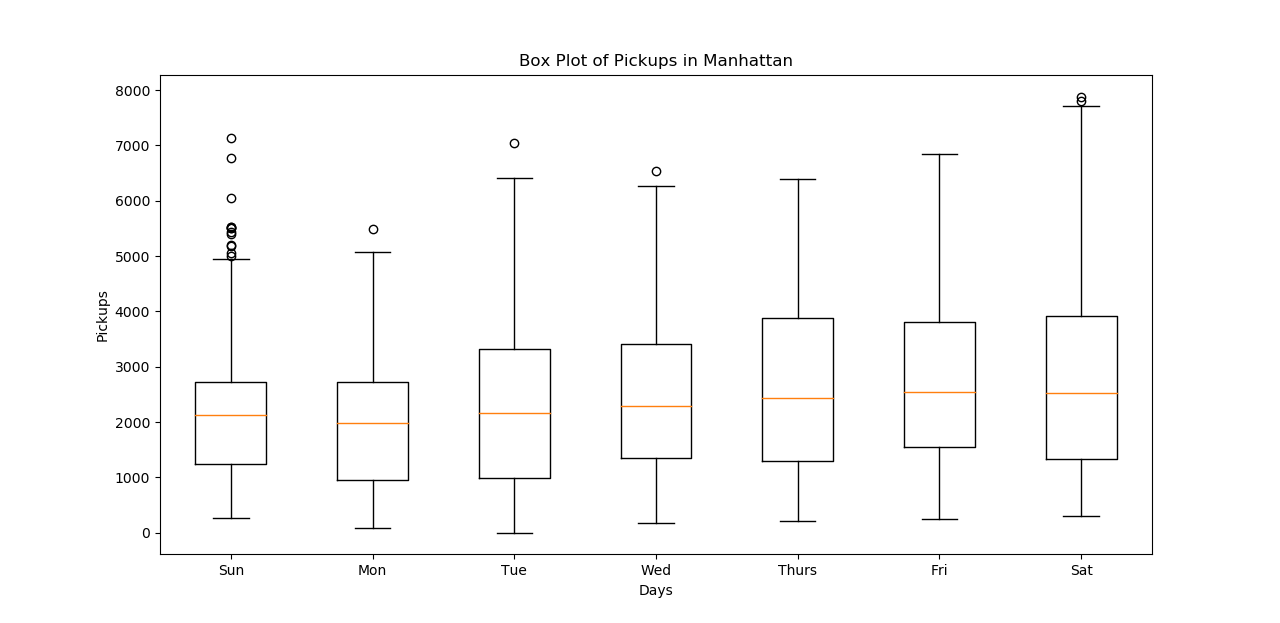 Box Plot of Pickups in Manhattan
8000
7000
6000
5000
4000
3000
2000
1000
0
Pickups
Sun Mon Tue Wed Thurs Fri Sat
Days